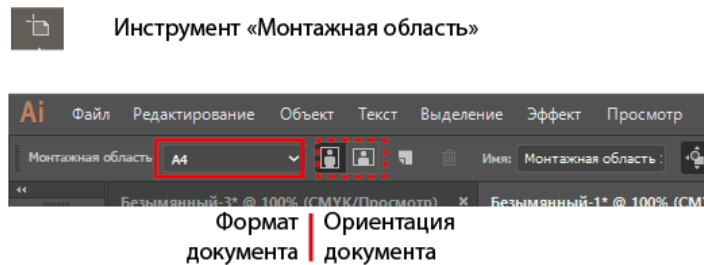 Инструмент «Монтажная область»
Ai Файл Редактирование Объект Текст Выделение Эффект Просмотр
Монтажная область A4 Имя: Монтажная область :
Безымянный-3* @ 100% (CMYK/Просмотр) × Безымянный-1* @ 100% (CM
Формат Ориентация
документа документа